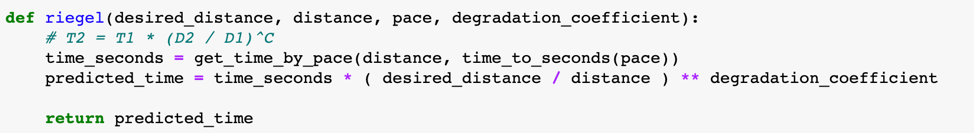 def riegel(desired_distance, distance, pace, degradation_coefficient):
    # T2 = T1 * (D2 / D1)^C
    time_seconds = get_time_by_pace(distance, time_to_seconds(pace))
    predicted_time = time_seconds * ( desired_distance / distance ) ** degradation_coefficient
    return predicted_time